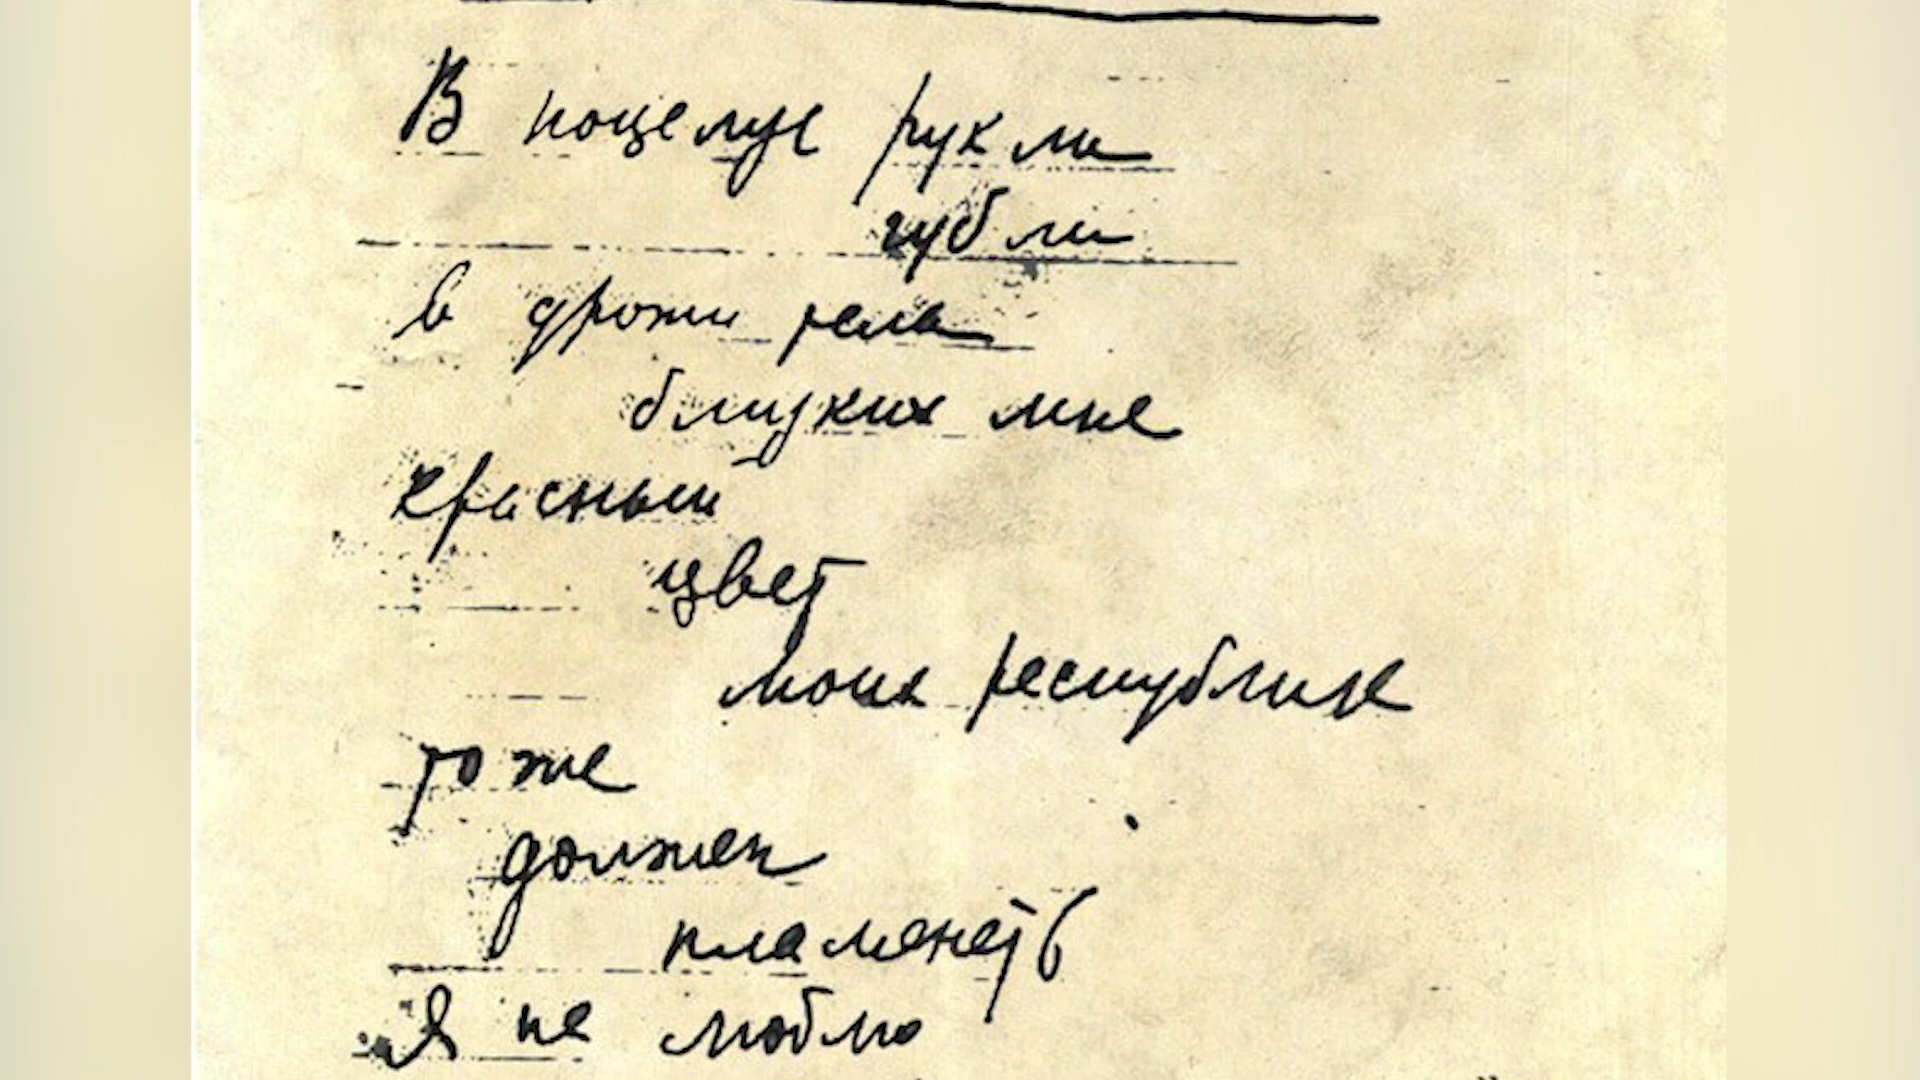 В поцелуе рук ли
губ ли
в дрожи тела
близких мне
красный
цвет
моих республик
тоже
должен
пламенеть
Я не люблю